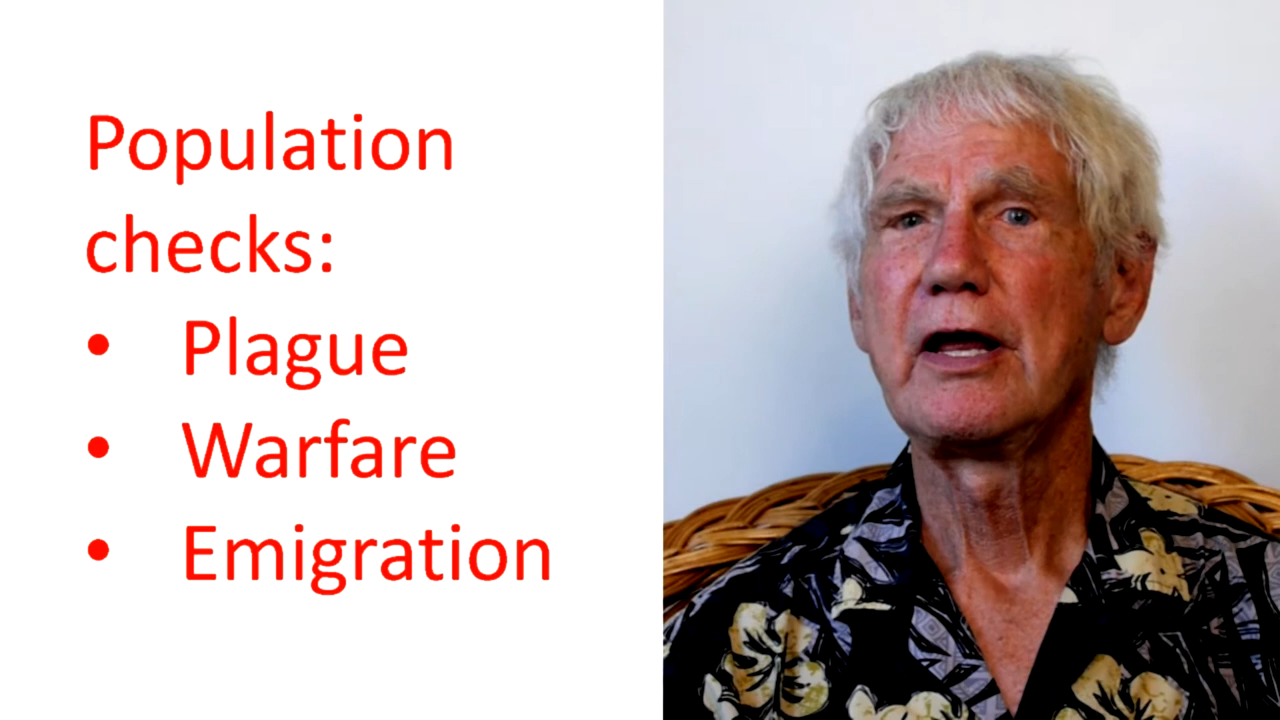 Population
checks:
• Plague
• Warfare
• Emigration